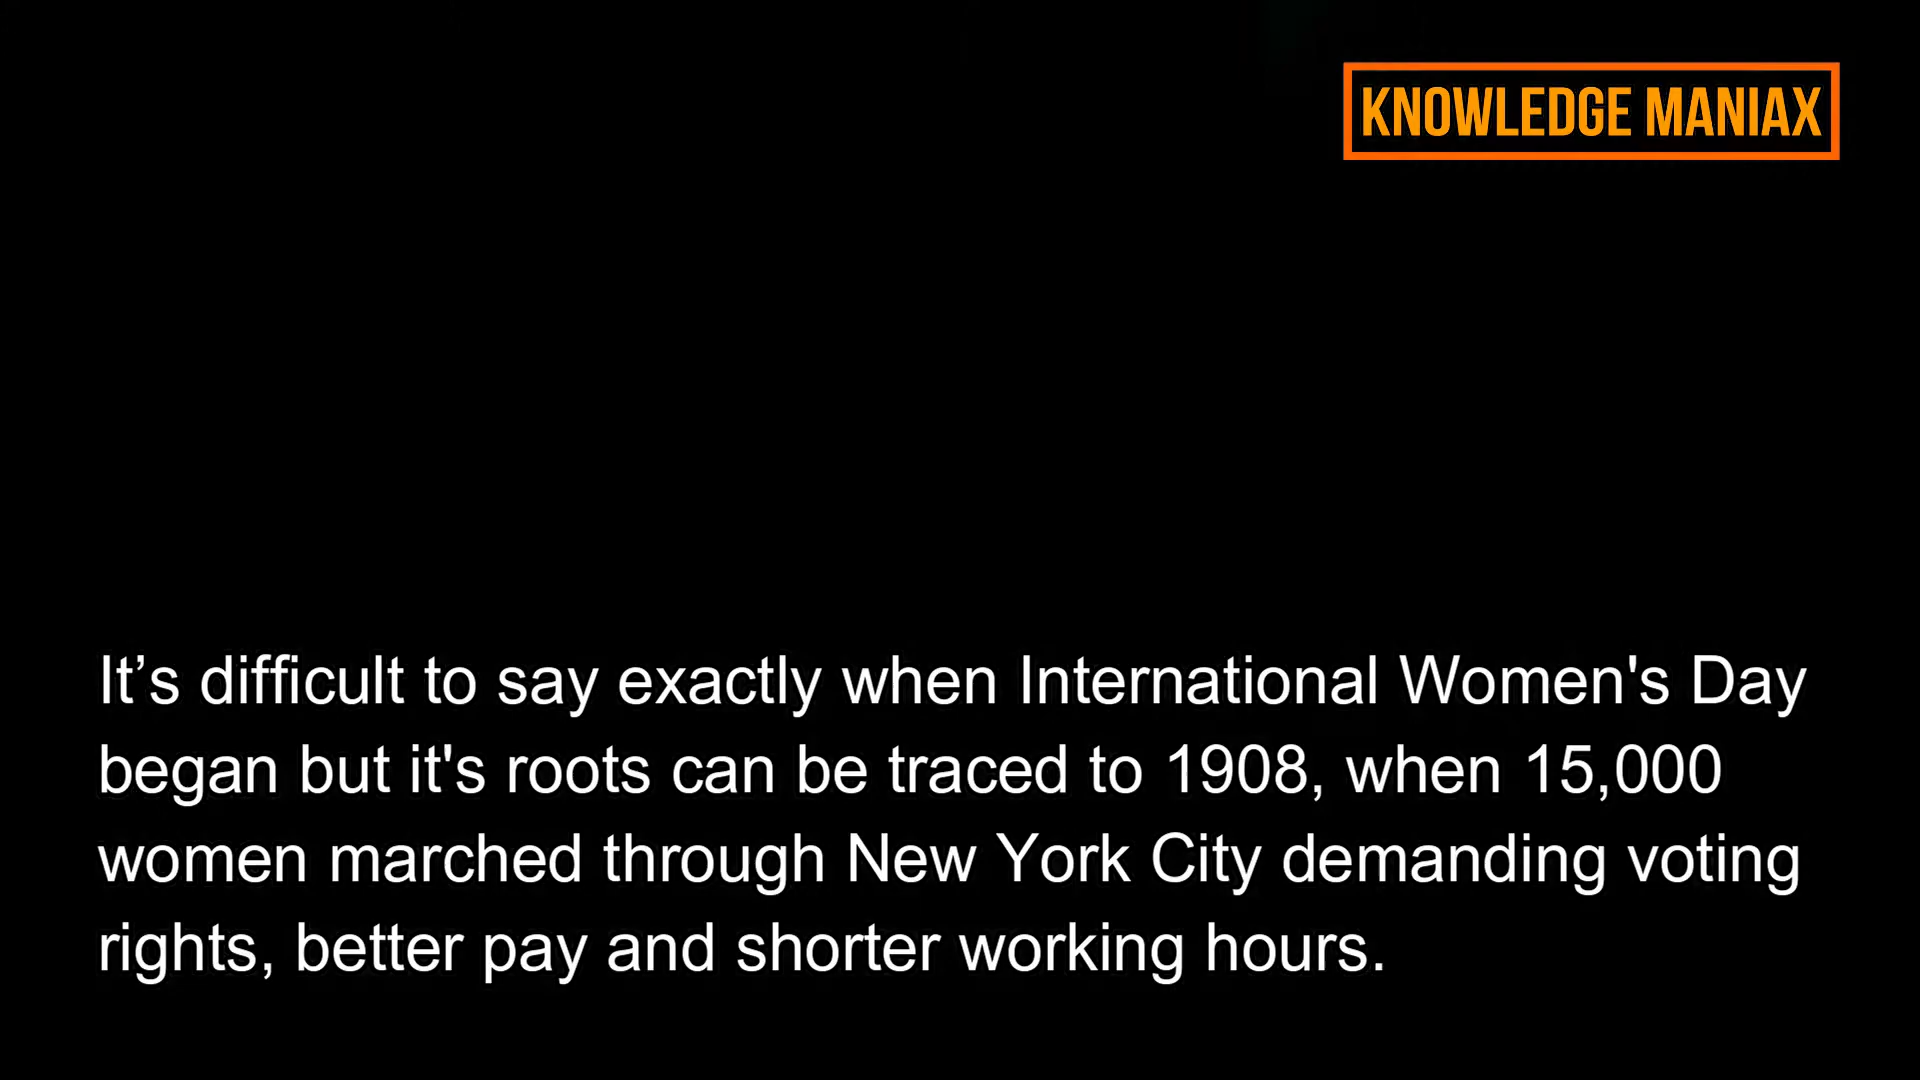 KNOWLEDGE MANIAX
It’s difficult to say exactly when International Women's Day
began but it's roots can be traced to 1908, when 15,000
women marched through New York City demanding voting
rights, better pay and shorter working hours.